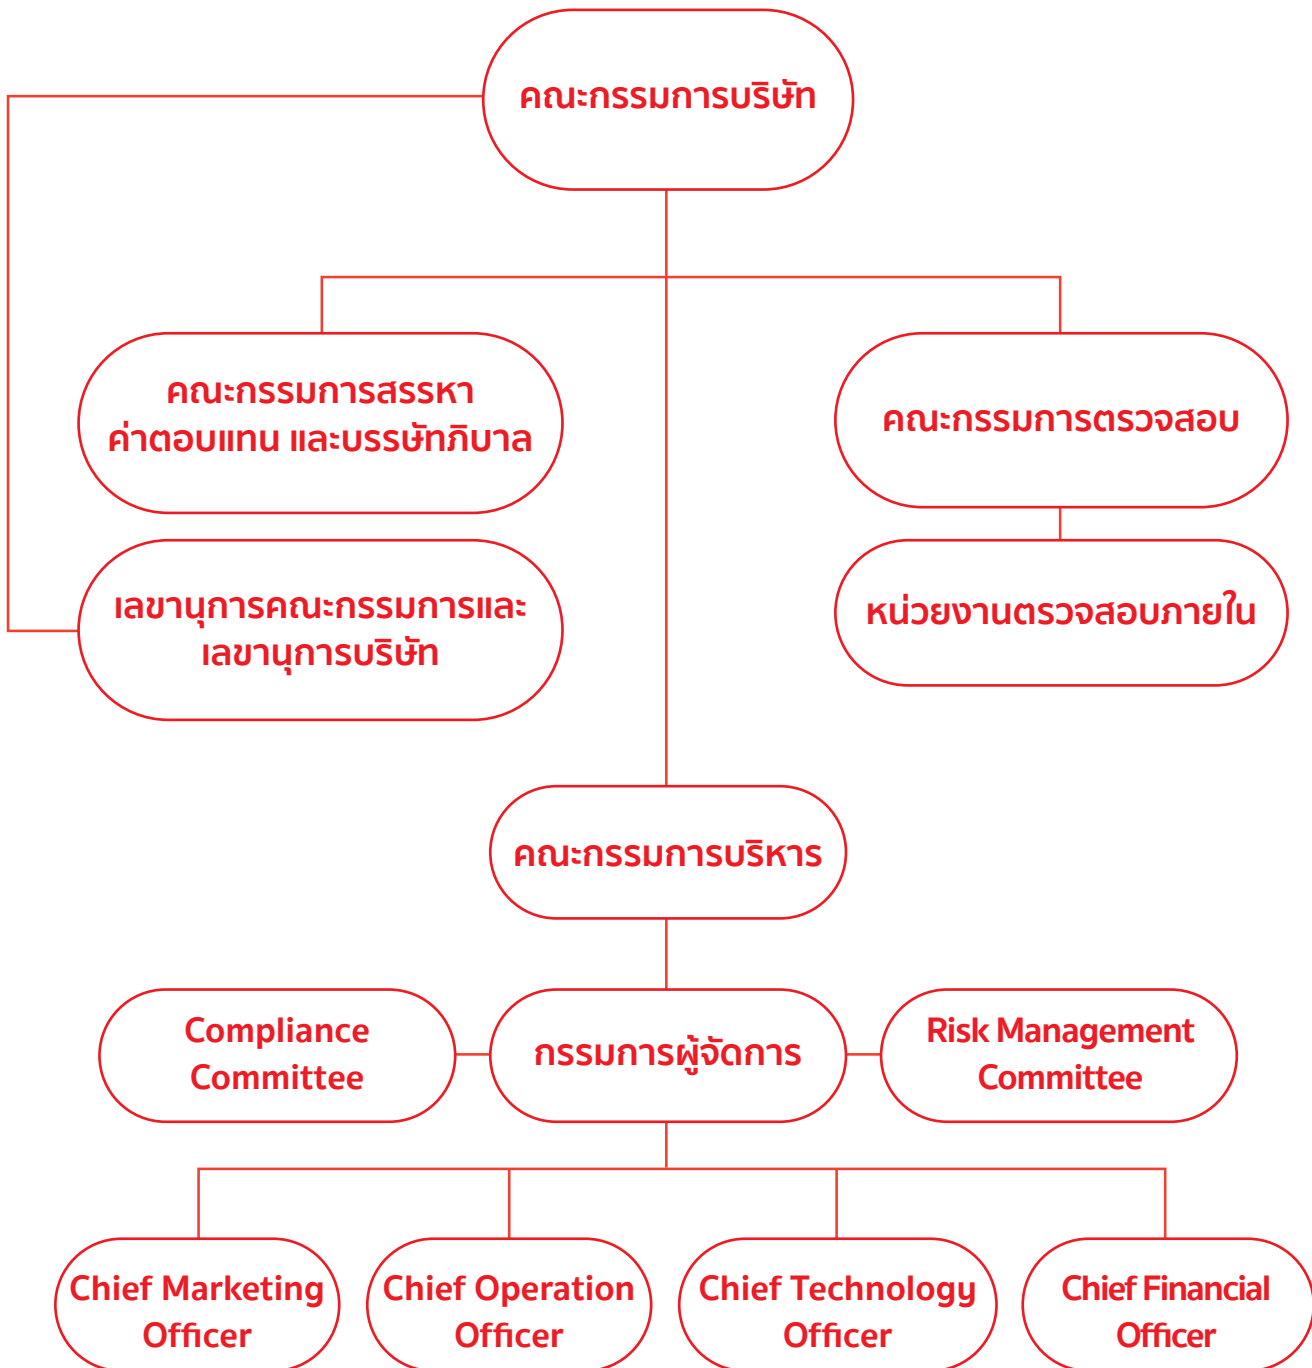 คณะกรรมการบริษัท
คณะกรรมการสรรหา
ค่าตอบแทน และบรรษัทภิบาล
คณะกรรมการตรวจสอบ
เลขานุการคณะกรรมการและ
เลขานุการบริษัท
หน่วยงานตรวจสอบภายใน
คณะกรรมการบริหาร
Compliance
Committee
กรรมการผู้จัดการ
Risk Management
Committee
Chief Marketing
Officer
Chief Operation
Officer
Chief Technology
Officer
Chief Financial
Officer